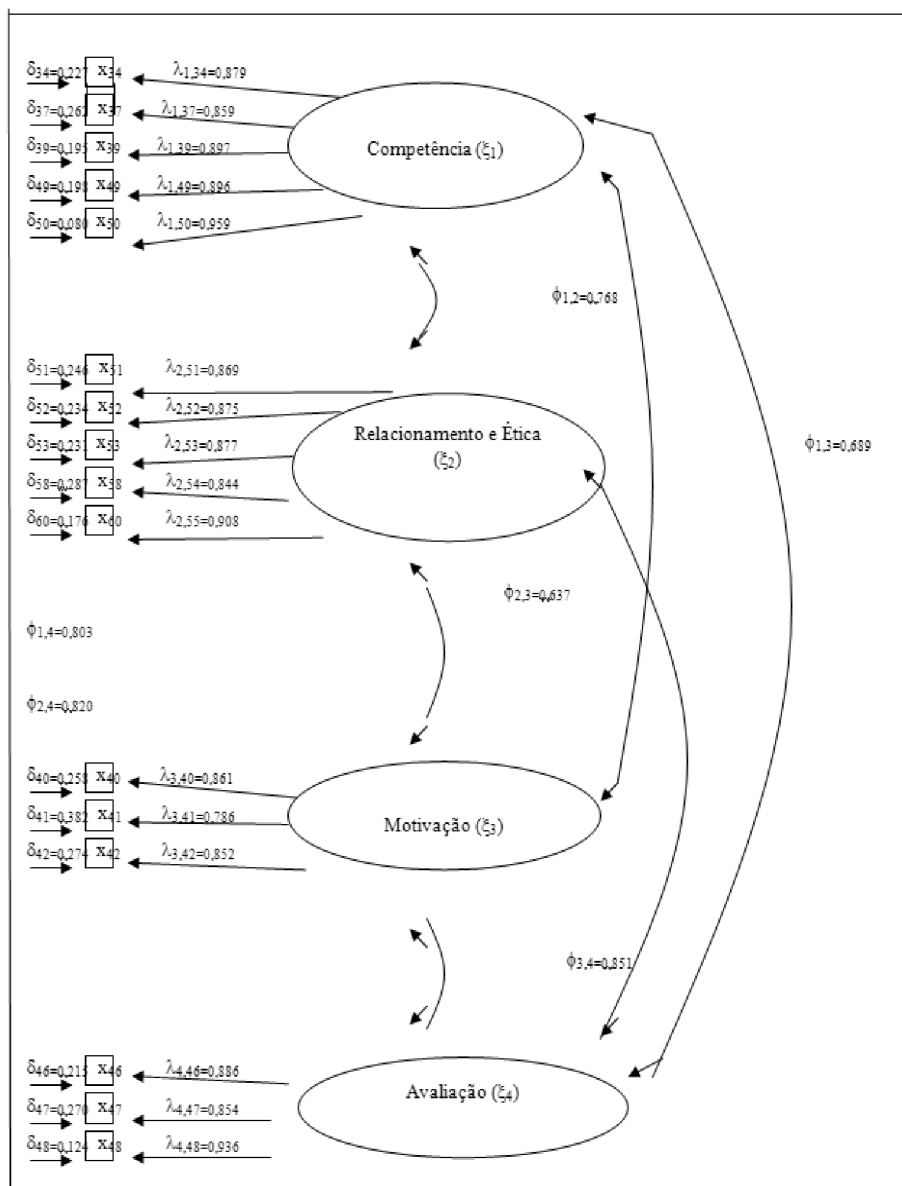 δ34=0,227 x34 λ1,34=0,879
δ37=0,262 x37 λ1,37=0,859
δ39=0,195 x39 λ1,39=0,897
δ49=0,198 x49 λ1,49=0,896
δ50=0,080 x50 λ1,50=0,959
Competência (ξ1)
ϕ1,2=0,768
δ51=0,246 x51 λ2,51=0,869
δ52=0,234 x52 λ2,52=0,875
δ53=0,231 x53 λ2,53=0,877
δ58=0,287 x58 λ2,54=0,844
δ60=0,176 x60 λ2,55=0,908
Relacionamento e Ética
(ξ2)
ϕ1,3=0,689
ϕ2,3=0,637
ϕ1,4=0,803
ϕ2,4=0,820
δ40=0,258 x40 λ3,40=0,861
δ41=0,382 x41 λ3,41=0,786
δ42=0,274 x42 λ3,42=0,852
Motivação (ξ3)
ϕ3,4=0,851
δ46=0,215 x46 λ4,46=0,886
δ47=0,270 x47 λ4,47=0,854
δ48=0,124 x48 λ4,48=0,936
Avaliação (ξ4)